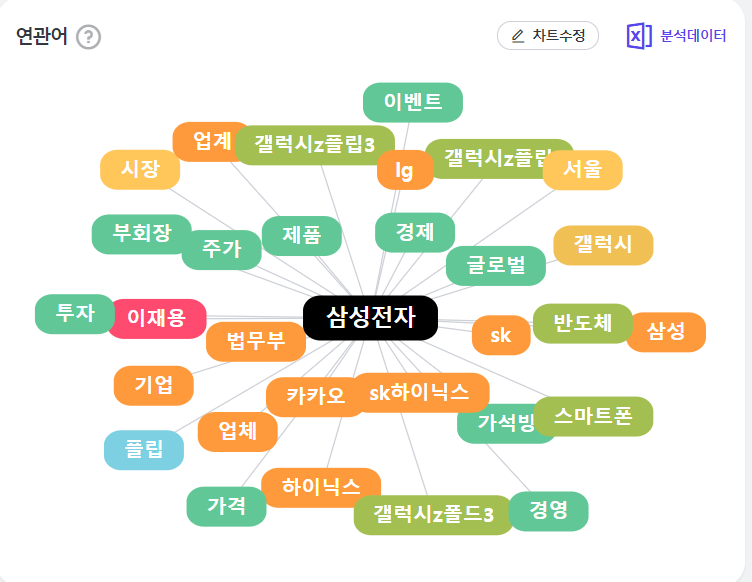 연관어 ?
차트수정
분석데이터
이벤트
업계
갤럭시z플립3
시장
lg
갤럭시z플립
서울
부회장
주가
제품
경제
글로벌
갤럭시
투자
이재용
삼성전자
법무부
sk
반도체
삼성
기업
카카오
sk하이닉스
업체
가석방
스마트폰
플립
하이닉스
가격
갤럭시z폴드3
경영